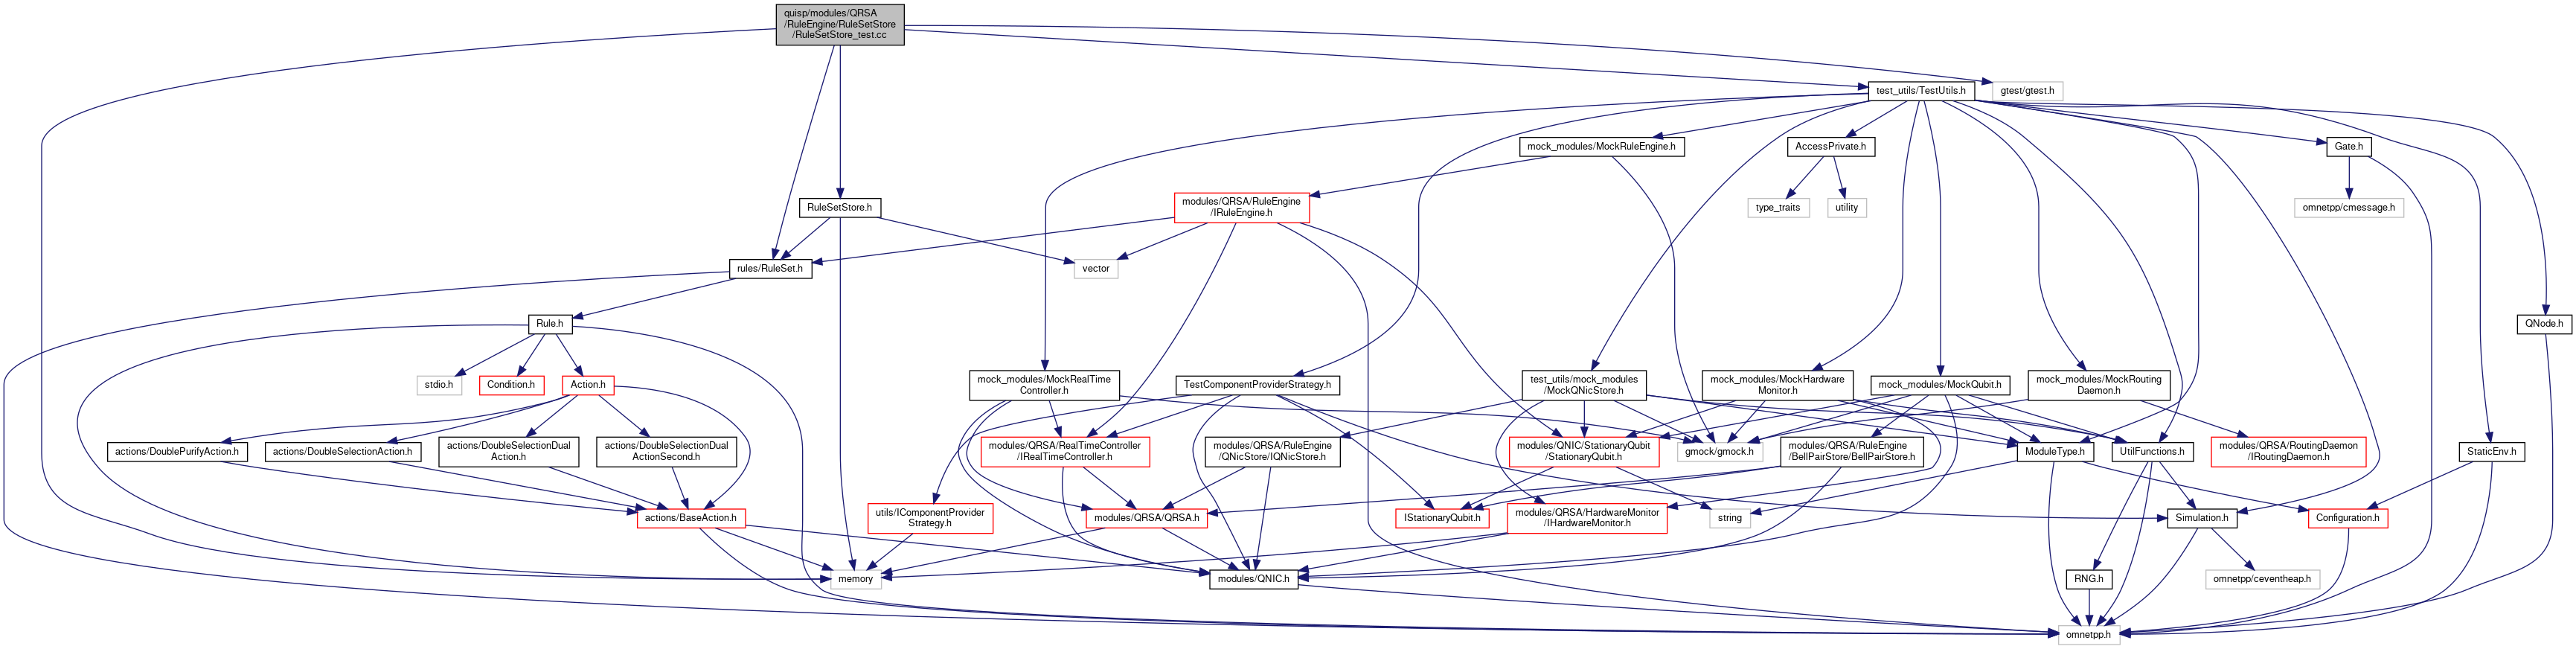 quisp/modules/QRSA
/RuleEngine/RuleSetStore
/RuleSetStore_test.cc
test_utils/TestUtils.h
gtest/gtest.h
mock_modules/MockRuleEngine.h
AccessPrivate.h
Gate.h
RuleSetStore.h
modules/QRSA/RuleEngine
/IRuleEngine.h
type_traits
utility
omnetpp/cmessage.h
rules/RuleSet.h
vector
Rule.h
QNode.h
stdio.h
Condition.h
Action.h
mock_modules/MockRealTime
Controller.h
TestComponentProviderStrategy.h
test_utils/mock_modules
/MockQNicStore.h
mock_modules/MockHardware
Monitor.h
mock_modules/MockQubit.h
mock_modules/MockRouting
Daemon.h
actions/DoublePurifyAction.h
actions/DoubleSelectionAction.h
actions/DoubleSelectionDual
Action.h
actions/DoubleSelectionDual
ActionSecond.h
modules/QRSA/RealTimeController
/IRealTimeController.h
modules/QRSA/RuleEngine
/QNicStore/IQNicStore.h
modules/QNIC/StationaryQubit
/StationaryQubit.h
gmock/gmock.h
modules/QRSA/RuleEngine
/BellPairStore/BellPairStore.h
ModuleType.h
UtilFunctions.h
modules/QRSA/RoutingDaemon
/IRoutingDaemon.h
StaticEnv.h
actions/BaseAction.h
utils/IComponentProvider
Strategy.h
modules/QRSA/QRSA.h
IStationaryQubit.h
modules/QRSA/HardwareMonitor
/IHardwareMonitor.h
string
Simulation.h
Configuration.h
memory
modules/QNIC.h
RNG.h
omnetpp/ceventheap.h
omnetpp.h